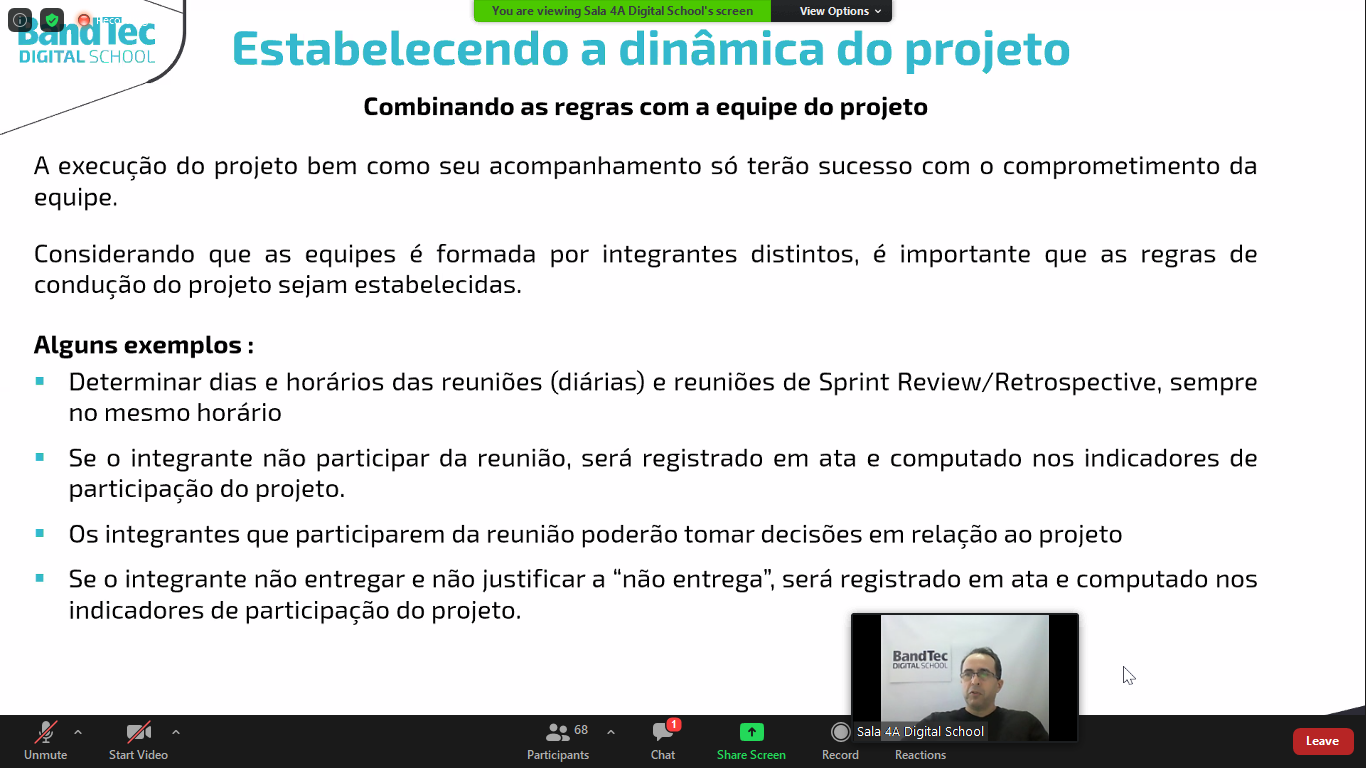 You are viewing Sala 4A Digital School's screen
View Options
Reco
BandTec
DIGITAL SCHOOL
Estabelecendo a dinâmica do projeto
Combinando as regras com a equipe do projeto
A execução do projeto bem como seu acompanhamento só terão sucesso com o comprometimento da
equipe.
Considerando que as equipes é formada por integrantes distintos, é importante que as regras de
condução do projeto sejam estabelecidas.
Alguns exemplos :
Determinar dias e horários das reuniões (diárias) e reuniões de Sprint Review/Retrospective, sempre
no mesmo horário
Se o integrante não participar da reunião, será registrado em ata e computado nos indicadores de
participação do projeto.
Os integrantes que participarem da reunião poderão tomar decisões em relação ao projeto
Se o integrante não entregar e não justificar a “não entrega”, será registrado em ata e computado nos
indicadores de participação do projeto.
BandTec
DIGITAL SCHOOL
Sala 4A Digital School
Unmute
Start Video
68
Participants
1
Chat
Share Screen
Record
Reactions
Leave